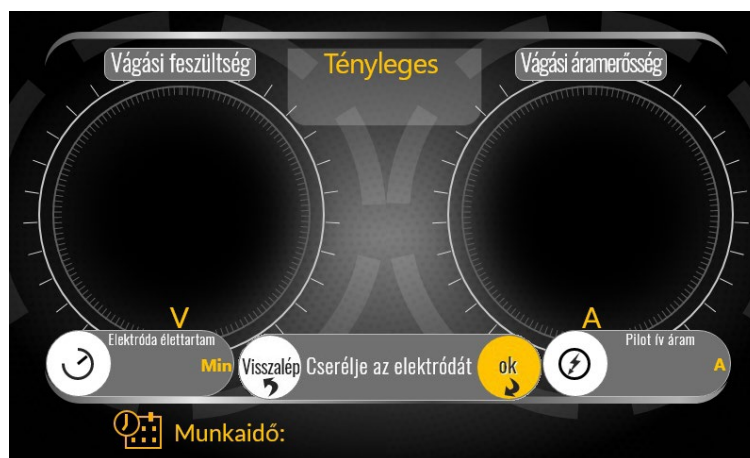 Vágási feszültség
Tényleges
Vágási áramerősség
V
A
Elektróda élettartam
Min
Visszalép
Cserélje az elektródát
ok
Pilot ív áram
A
Munkaidő: